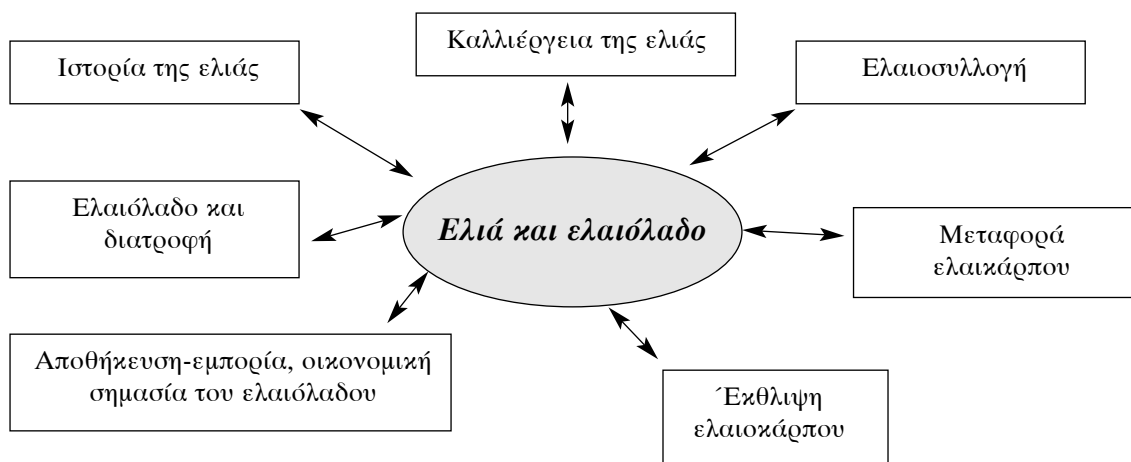 Καλλιέργεια της ελιάς
Ιστορία της ελιάς
Ελαιοσυλλογή
Ελαιόλαδο και
διατροφή
Ελιά και ελαιόλαδο
Μεταφορά
ελαικάρπου
Αποθήκευση-εμπορία, οικονομική
σημασία του ελαιόλαδου
Έκθλιψη
ελαιοκάρπου